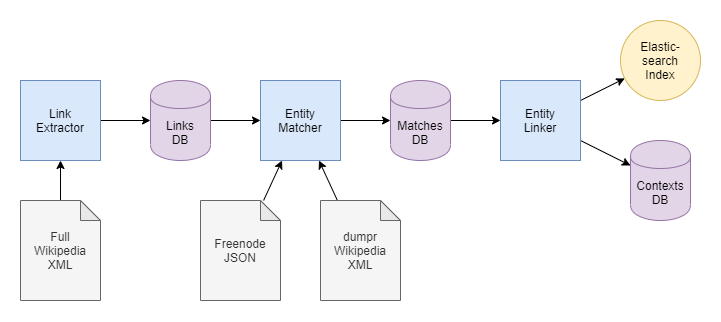 Link
Extractor
Links
DB
Entity
Matcher
Matches
DB
Entity
Linker
Elastic-
search
Index
Contexts
DB
Full
Wikipedia
XML
Freenode
JSON
dumpr
Wikipedia
XML